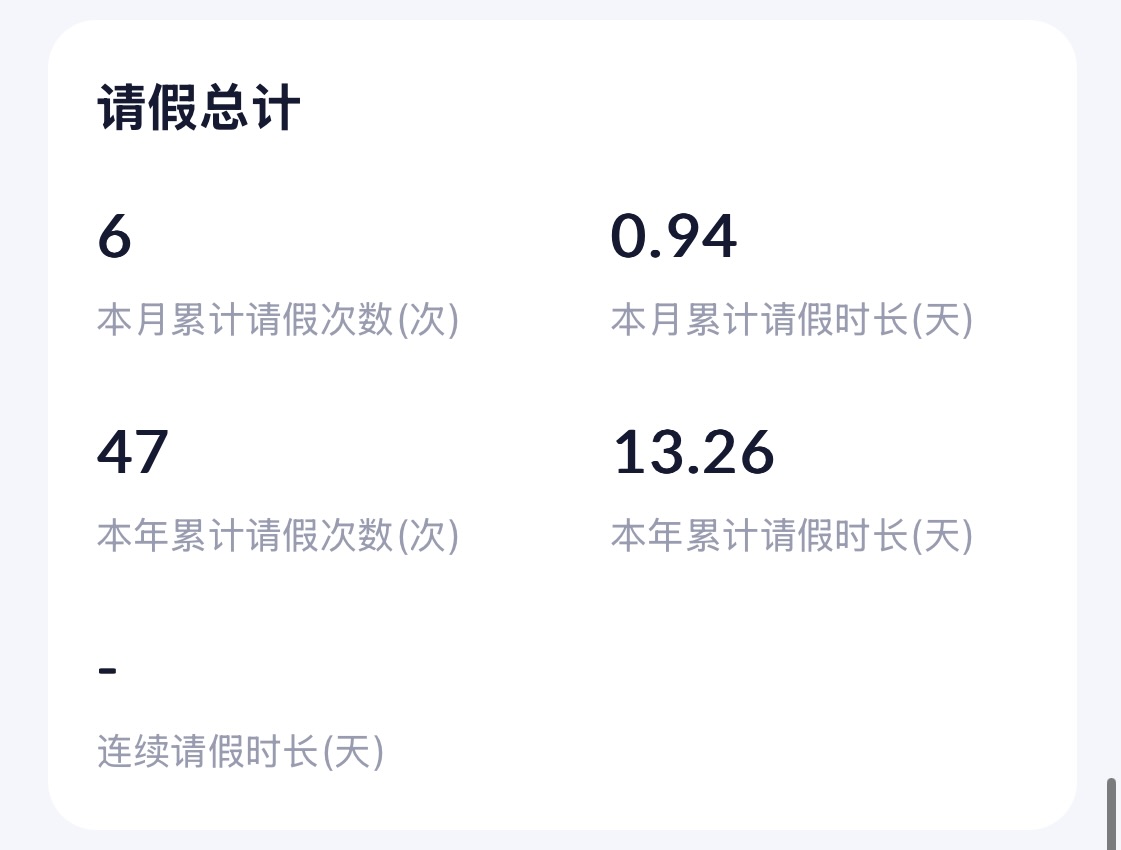 请假总计
6
0.94
本月累计请假次数(次)
本月累计请假时长(天)
47
13.26
本年累计请假次数(次)
本年累计请假时长(天)
-
连续请假时长(天)